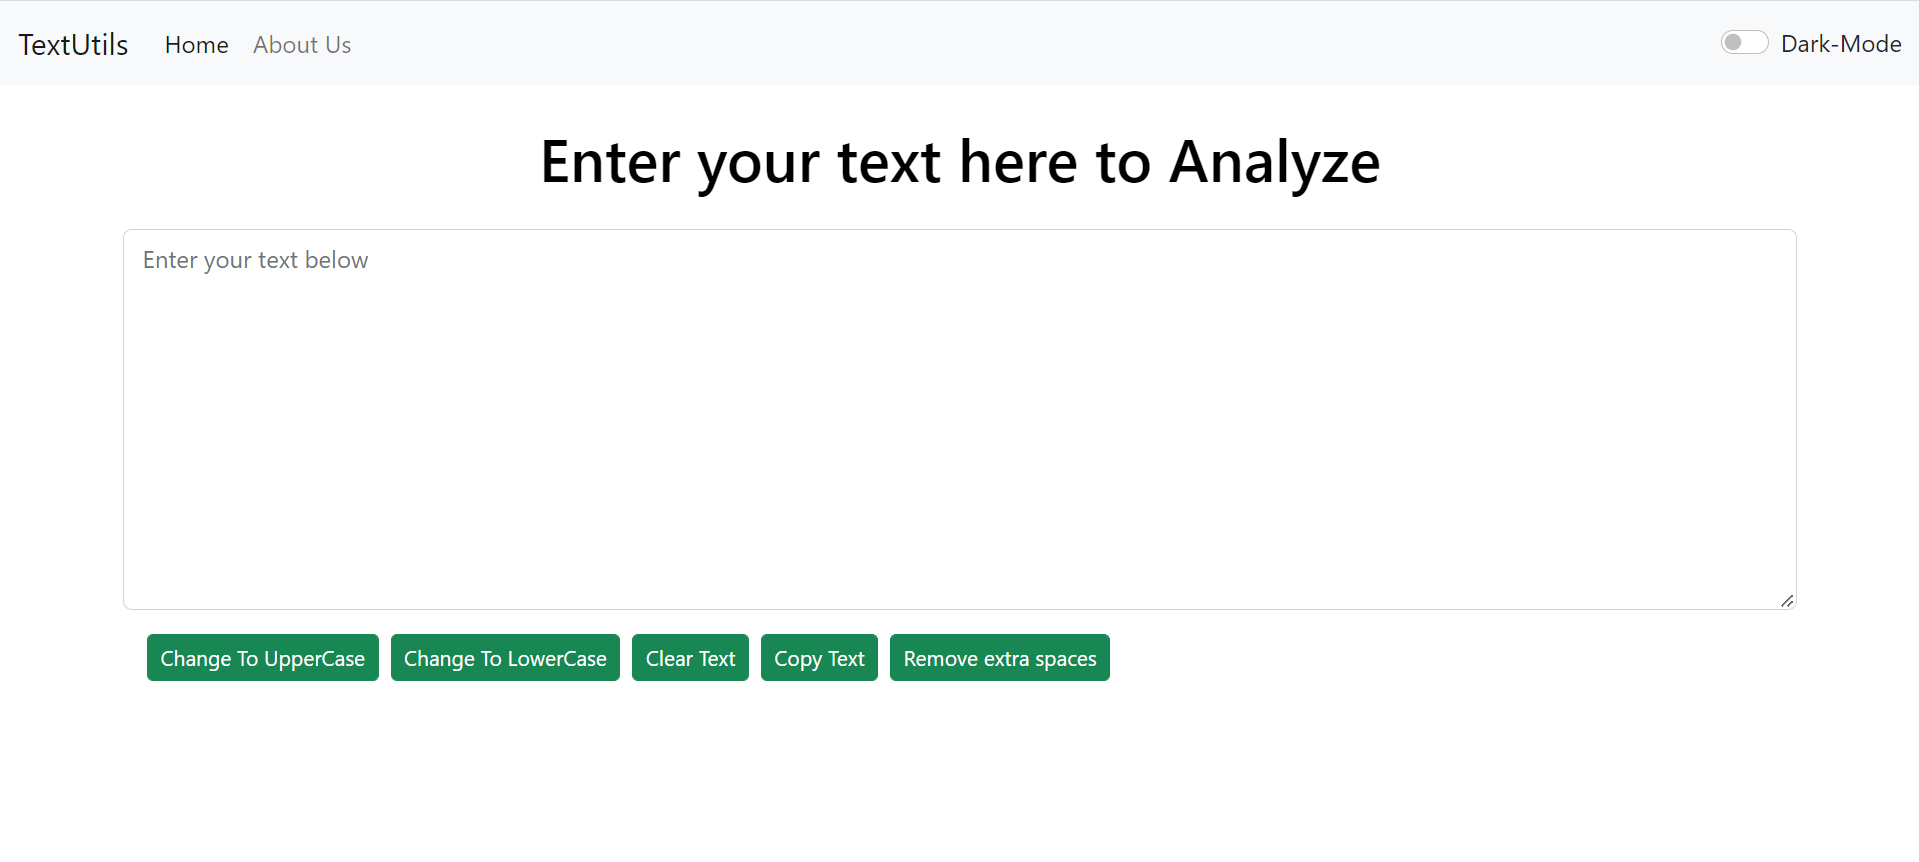 TextUtils Home About Us Dark-Mode
Enter your text here to Analyze
Enter your text below
Change To UpperCase Change To LowerCase Clear Text Copy Text Remove extra spaces